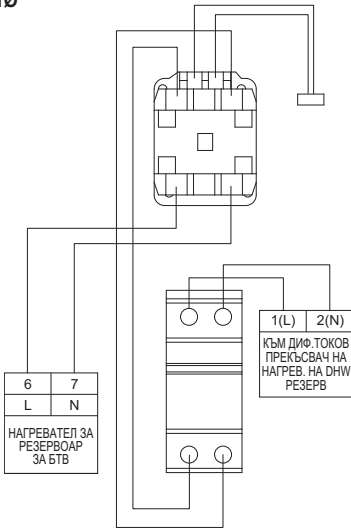 1(L) 2(N)
КЪМ ДИФ.ТОКОВ
ПРЕКЪСВАЧ НА
НАГРЕВ. НА DHW
РЕЗЕРВ
6 7
L N
НАГРЕВАТЕЛ ЗА
РЕЗЕРВОАР
ЗА БТВ